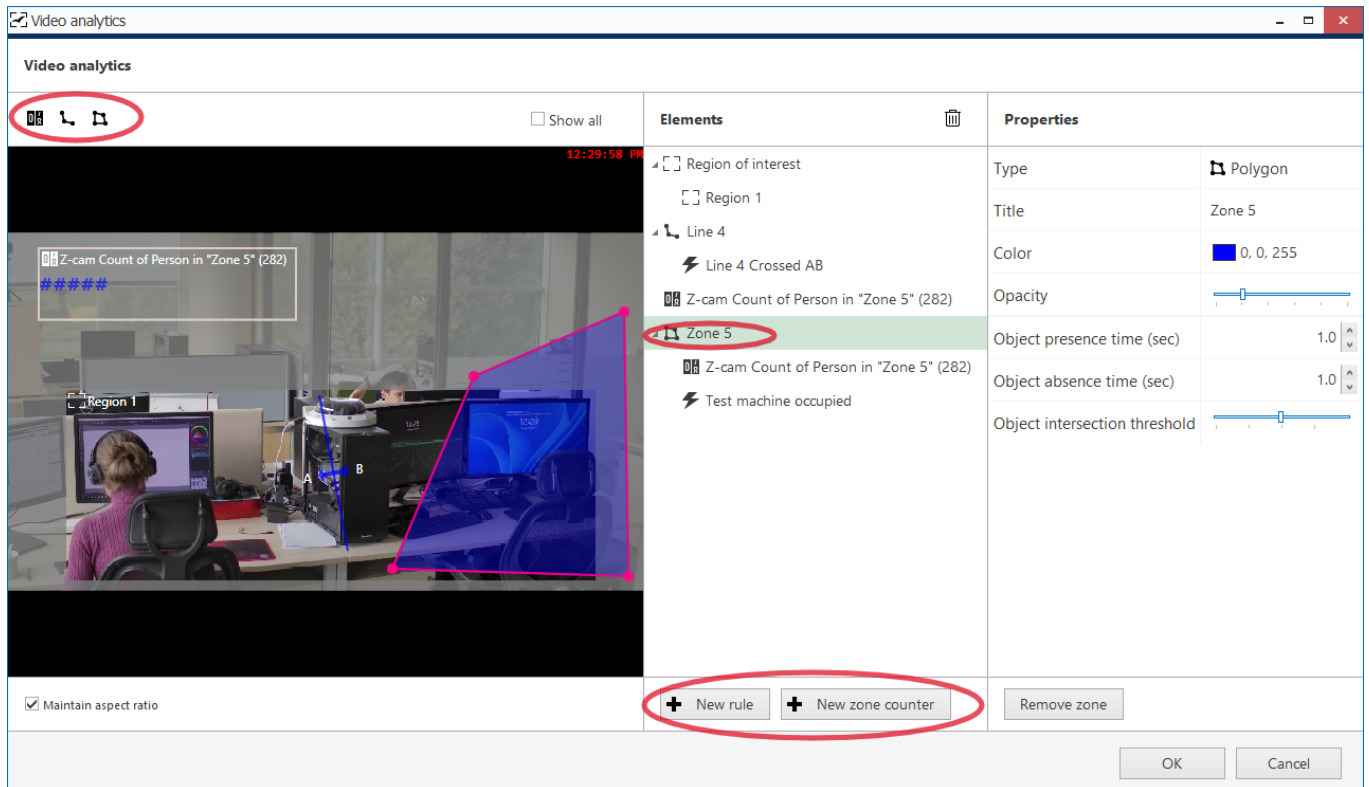 Video analytics
Video analytics
Show all
Elements
Properties
12:29:58 PM
Z-cam Count of Person in "Zone 5" (282)
#####
Region 1
A
B
Region of interest
Region 1
Line 4
Line 4 Crossed AB
Z-cam Count of Person in "Zone 5" (282)
Zone 5
Z-cam Count of Person in "Zone 5" (282)
Test machine occupied
Type
Polygon
Title
Zone 5
Color
0, 0, 255
Opacity
Object presence time (sec)
1.0
Object absence time (sec)
1.0
Object intersection threshold
Maintain aspect ratio
New rule
New zone counter
Remove zone
OK
Cancel